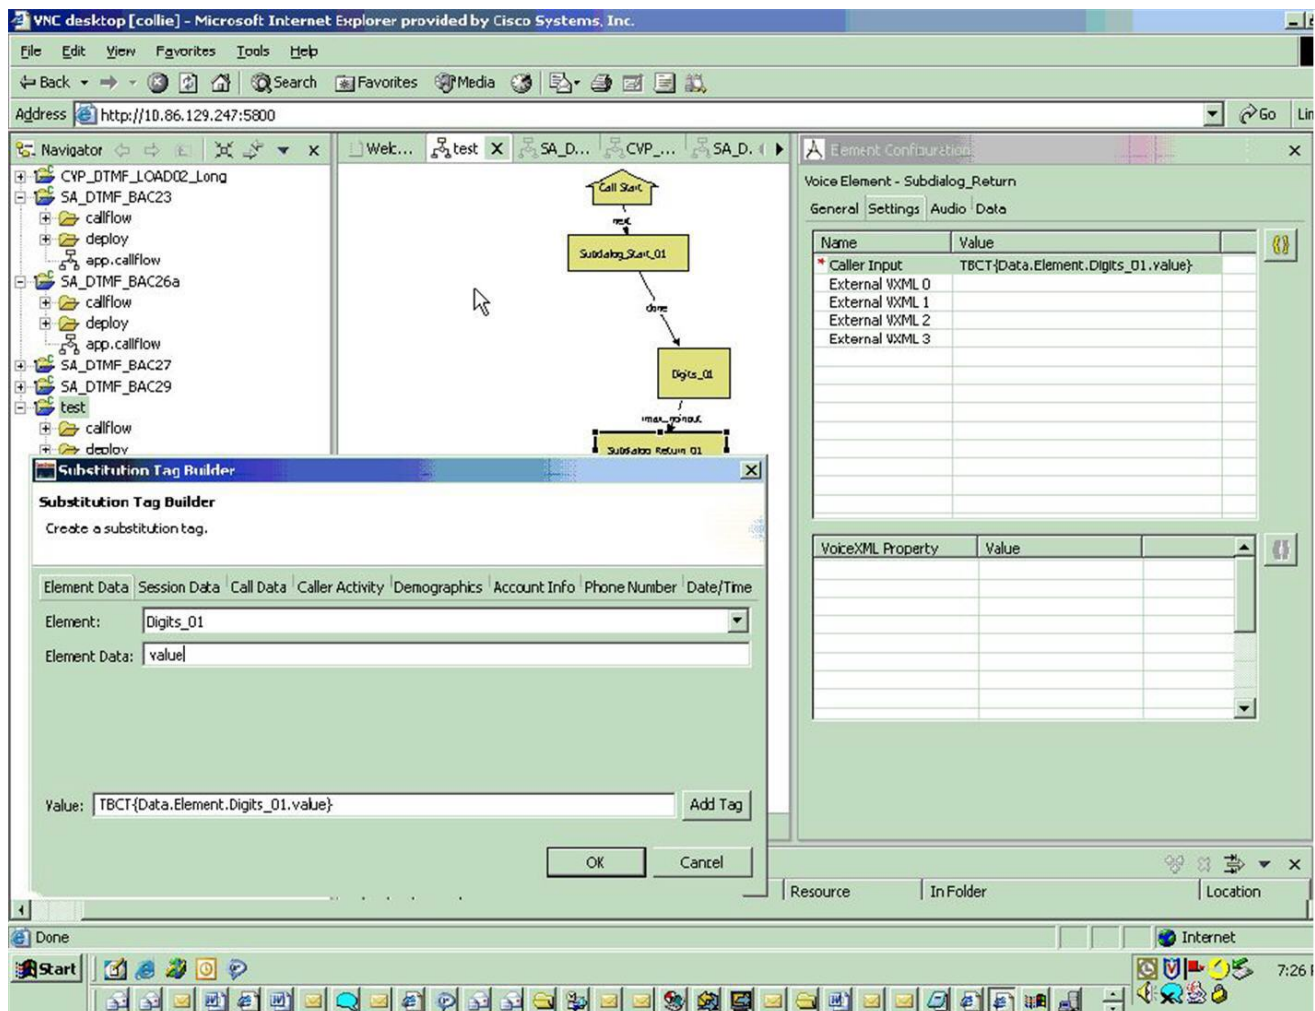 VNC desktop [collie] - Microsoft Internet Explorer provided by Cisco Systems, Inc.
File Edit View Favorites Tools Help
Back Search Favorites Media
Address http://10.86.129.247:5800 Go Lin
Navigator
CVP_DTMF_LOAD02_Long
SA_DTMF_BAC23
callflow
deploy
app.callflow
SA_DTMF_BAC26a
callflow
deploy
app.callflow
SA_DTMF_BAC27
SA_DTMF_BAC29
test
callflow
deploy
Welc... test SA_D... CVP_... SA_D.
Call Start
next
Subdialog_Start_01
done
Digits_01
max_noinput
Subdialog_Return_01
Element Configuration
Voice Element - Subdialog_Return
General Settings Audio Data
Name Value
* Caller Input TBCT{Data.Element.Digits_01.value}
External VXML 0
External VXML 1
External VXML 2
External VXML 3
VoiceXML Property Value
Substitution Tag Builder
Substitution Tag Builder
Create a substitution tag.
Element Data Session Data Call Data Caller Activity Demographics Account Info Phone Number Date/Time
Element: Digits_01
Element Data: value
Value: TBCT{Data.Element.Digits_01.value} Add Tag
OK Cancel
Resource In Folder Location
Done Internet
Start 7:26